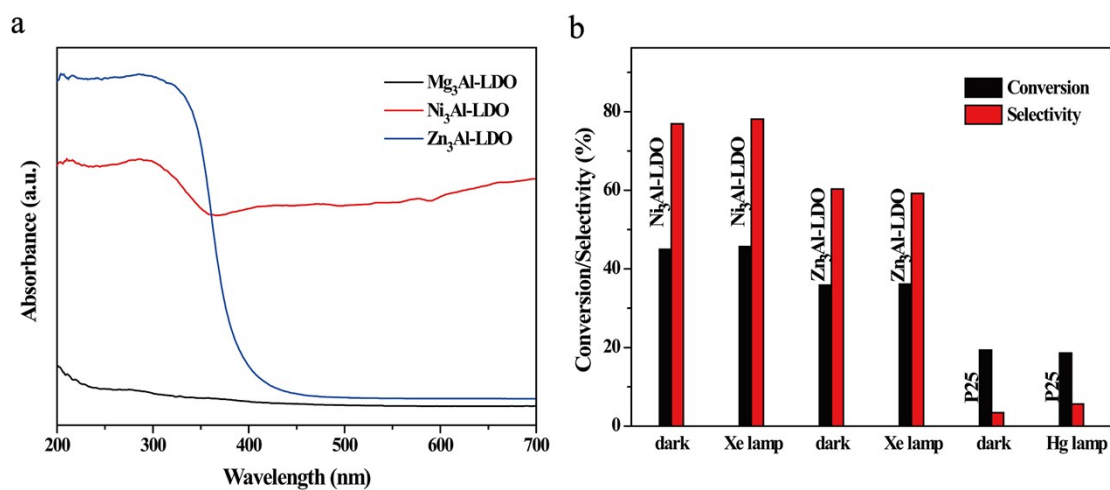 a
Absorbance (a.u.)
Mg₃Al-LDO
Ni₃Al-LDO
Zn₃Al-LDO
200
300
400
500
600
700
Wavelength (nm)
b
Conversion/Selectivity (%)
80
60
40
20
0
Conversion
Selectivity
Ni₃Al-LDO
Ni₃Al-LDO
Zn₃Al-LDO
Zn₃Al-LDO
P25
P25
dark
Xe lamp
dark
Xe lamp
dark
Hg lamp